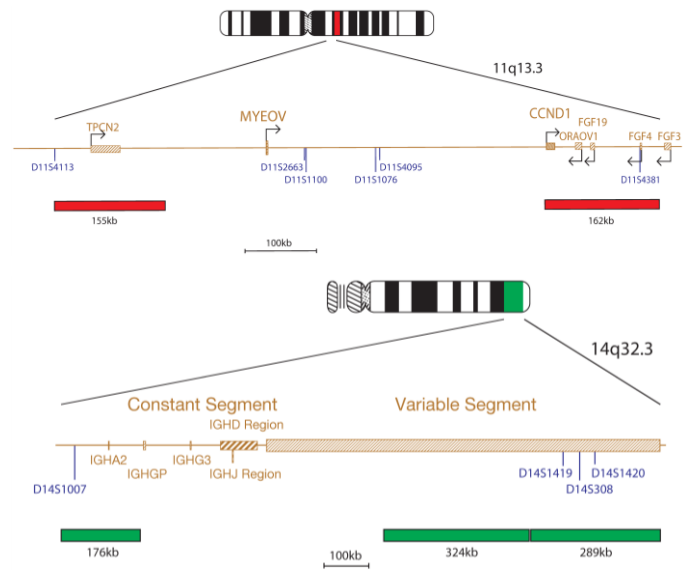 11q13.3
MYEOV
CCND1
TPCN2
FGF19
ORAOV1
FGF4
FGF3
D11S4113
D11S2663
D11S4095
D11S4381
D11S1100
D11S1076
155kb
162kb
100kb
14q32.3
Constant Segment
Variable Segment
IGHD Region
IGHA2
IGHG3
IGHGP
IGHJ Region
D14S1007
D14S1419
D14S1420
D14S308
176kb
324kb
289kb
100kb